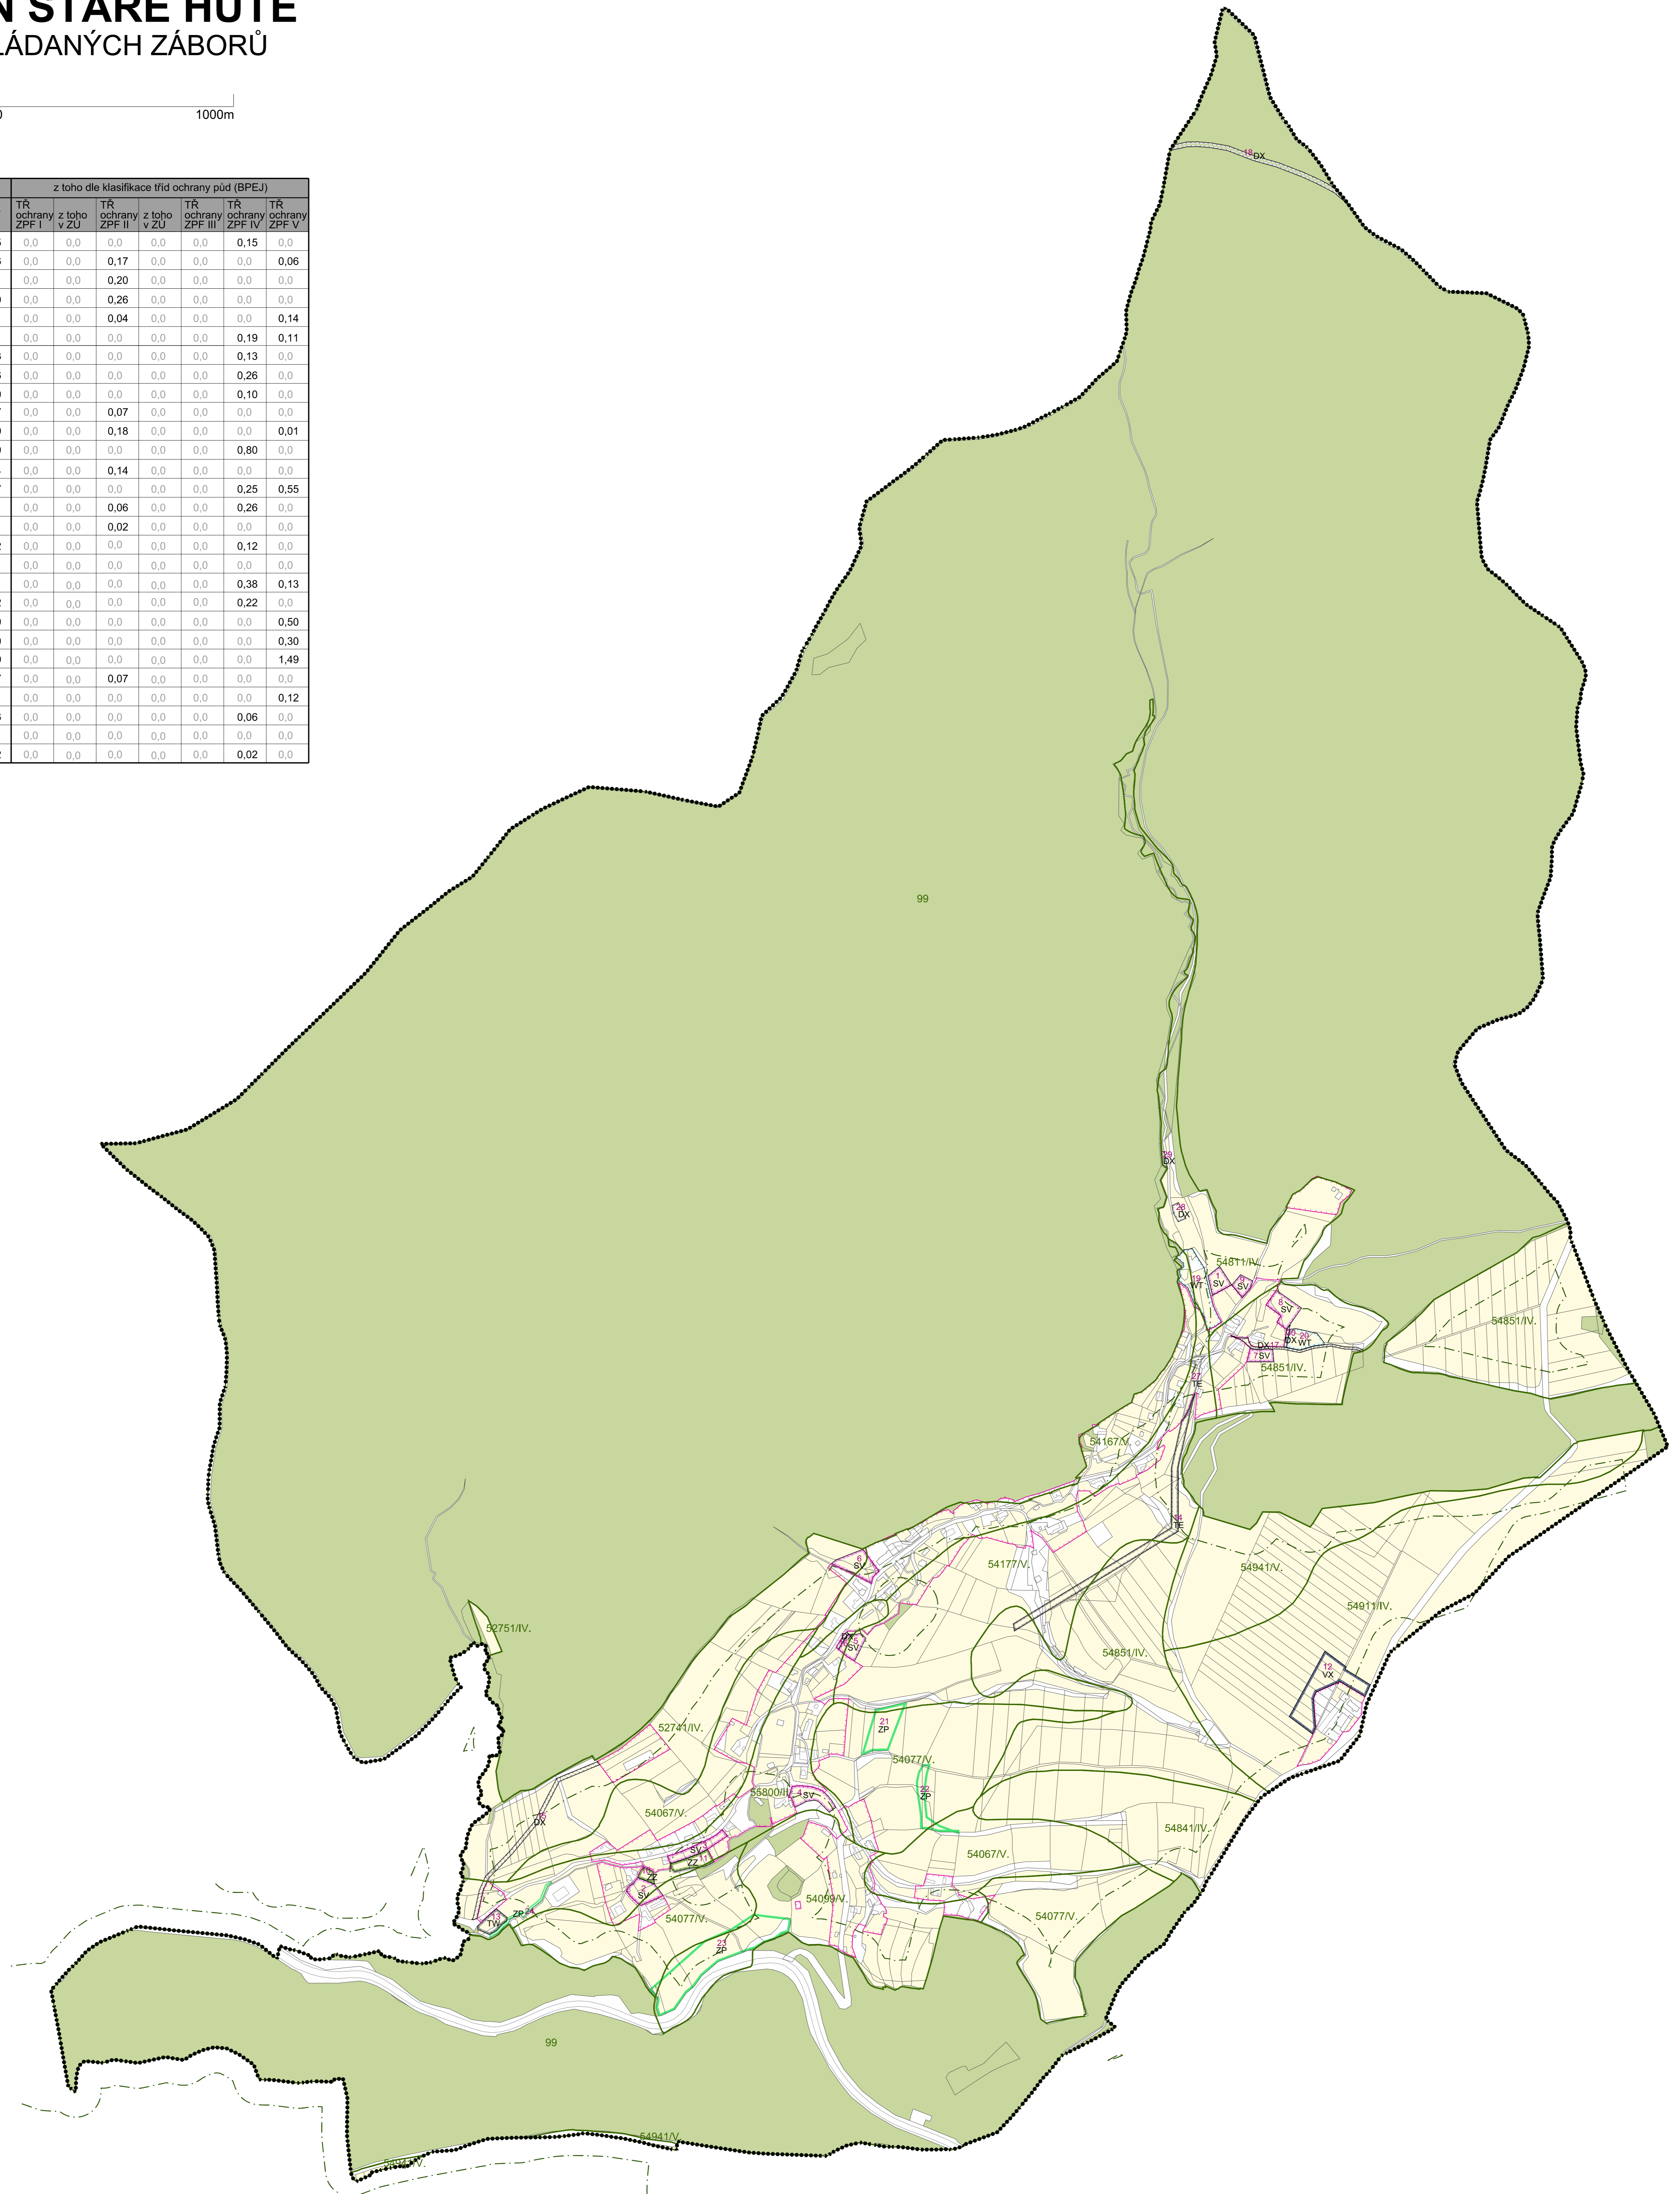 N STARÉ HUTĚ
LÁDANÝCH ZÁBORŮ
1000m
z toho dle klasifikace tříd ochrany půd (BPEJ)
TŘ ochrany ZPF I z toho v ZÚ TŘ ochrany ZPF II z toho v ZÚ TŘ ochrany ZPF III TŘ ochrany ZPF IV TŘ ochrany ZPF V
0,0 0,0 0,0 0,0 0,0 0,15 0,0
0,0 0,0 0,17 0,0 0,0 0,0 0,06
0,0 0,0 0,20 0,0 0,0 0,0 0,0
0,0 0,0 0,26 0,0 0,0 0,0 0,0
0,0 0,0 0,04 0,0 0,0 0,0 0,14
0,0 0,0 0,0 0,0 0,0 0,19 0,11
0,0 0,0 0,0 0,0 0,0 0,13 0,0
0,0 0,0 0,0 0,0 0,0 0,26 0,0
0,0 0,0 0,0 0,0 0,0 0,10 0,0
0,0 0,0 0,07 0,0 0,0 0,0 0,0
0,0 0,0 0,18 0,0 0,0 0,0 0,01
0,0 0,0 0,0 0,0 0,0 0,80 0,0
0,0 0,0 0,14 0,0 0,0 0,0 0,0
0,0 0,0 0,0 0,0 0,0 0,25 0,55
0,0 0,0 0,06 0,0 0,0 0,26 0,0
0,0 0,0 0,02 0,0 0,0 0,0 0,0
0,0 0,0 0,0 0,0 0,0 0,12 0,0
0,0 0,0 0,0 0,0 0,0 0,0 0,0
0,0 0,0 0,0 0,0 0,0 0,38 0,13
0,0 0,0 0,0 0,0 0,0 0,22 0,0
0,0 0,0 0,0 0,0 0,0 0,0 0,50
0,0 0,0 0,0 0,0 0,0 0,0 0,30
0,0 0,0 0,0 0,0 0,0 0,0 1,49
0,0 0,0 0,07 0,0 0,0 0,0 0,0
0,0 0,0 0,0 0,0 0,0 0,0 0,12
0,0 0,0 0,0 0,0 0,0 0,06 0,0
0,0 0,0 0,0 0,0 0,0 0,0 0,0
0,0 0,0 0,0 0,0 0,0 0,02 0,0
18 DX
99
29
DX
28
DX
54811/IV.
19
WT
1
SV
9
SV
8
SV
20
WT
DX
DX 17
7 SV
54851/IV.
54851/IV.
27
TE
54167/V.
14
TE
54177/V.
54941/V.
54911/IV.
6
SV
52751/IV.
DX
5
SV
54851/IV.
12
VX
52741/IV.
21
ZP
54077/V.
22
ZP
55800/II.
4 SV
15
DX
54067/V.
54841/IV.
54067/V.
SV
ZZ 11
10
ZZ
2
SV
54099/V.
54077/V.
54077/V.
13
TW
ZP 24
23
ZP
99
54941/V.
54941/V.